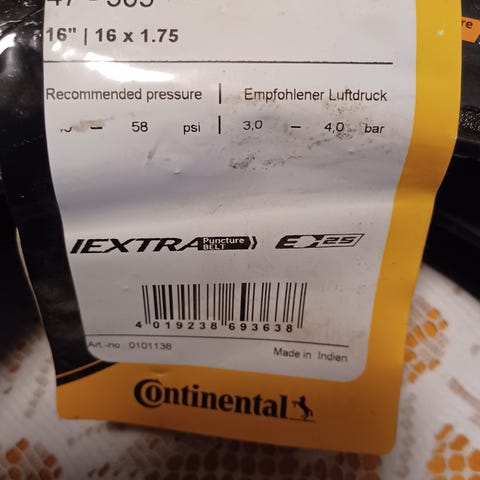 16" | 16 x 1.75
Recommended pressure | Empfohlener Luftdruck
– 58 psi | 3,0 – 4,0 bar
EXTRA Puncture BELT
25
4 019238 693638
Art.-no 0101138
Made in Indien
Continental
re